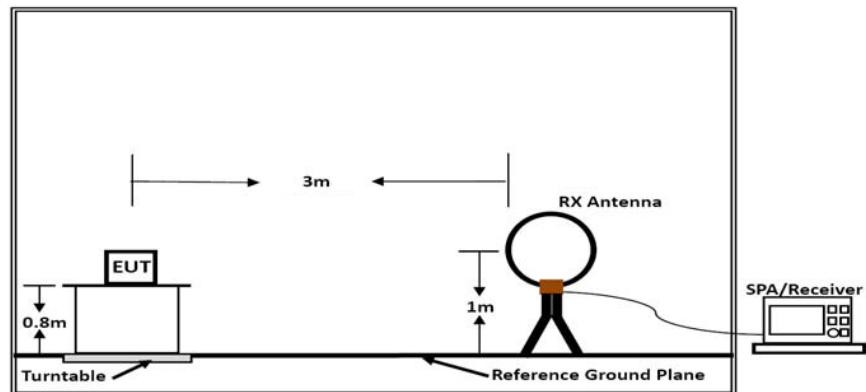 3m
RX Antenna
EUT
SPA/Receiver
0.8m
1m
Turntable
Reference Ground Plane